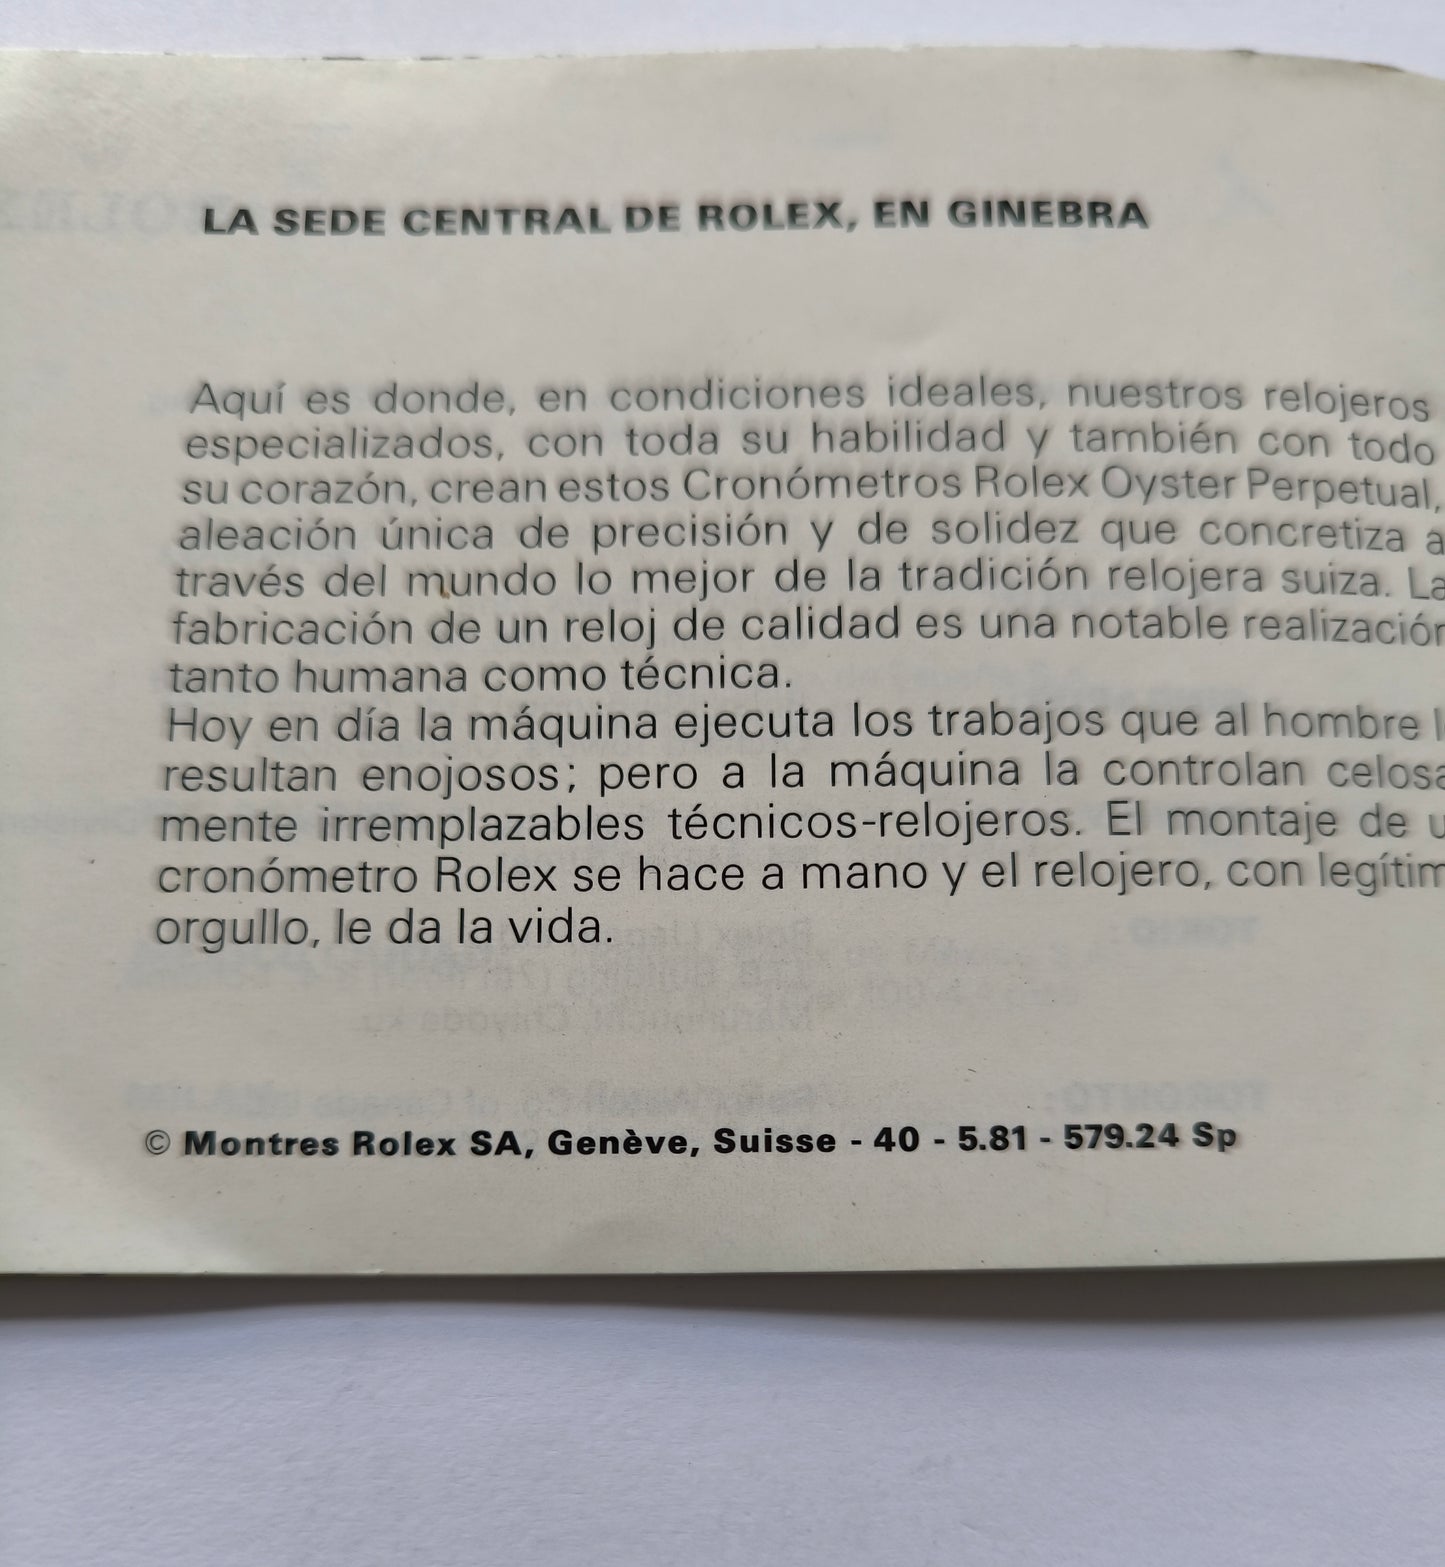 LA SEDE CENTRAL DE ROLEX, EN GINEBRA
Aquí es donde, en condiciones ideales, nuestros relojeros
especializados, con toda su habilidad y también con todo
su corazón, crean estos Cronómetros Rolex Oyster Perpetual,
aleación única de precisión y de solidez que concretiza a
través del mundo lo mejor de la tradición relojera suiza. La
fabricación de un reloj de calidad es una notable realización
tanto humana como técnica.
Hoy en día la máquina ejecuta los trabajos que al hombre l
resultan enojosos; pero a la máquina la controlan celosa
mente irremplazables técnicos-relojeros. El montaje de u
cronómetro Rolex se hace a mano y el relojero, con legítim
orgullo, le da la vida.
© Montres Rolex SA, Genève, Suisse - 40 - 5.81 - 579.24 Sp